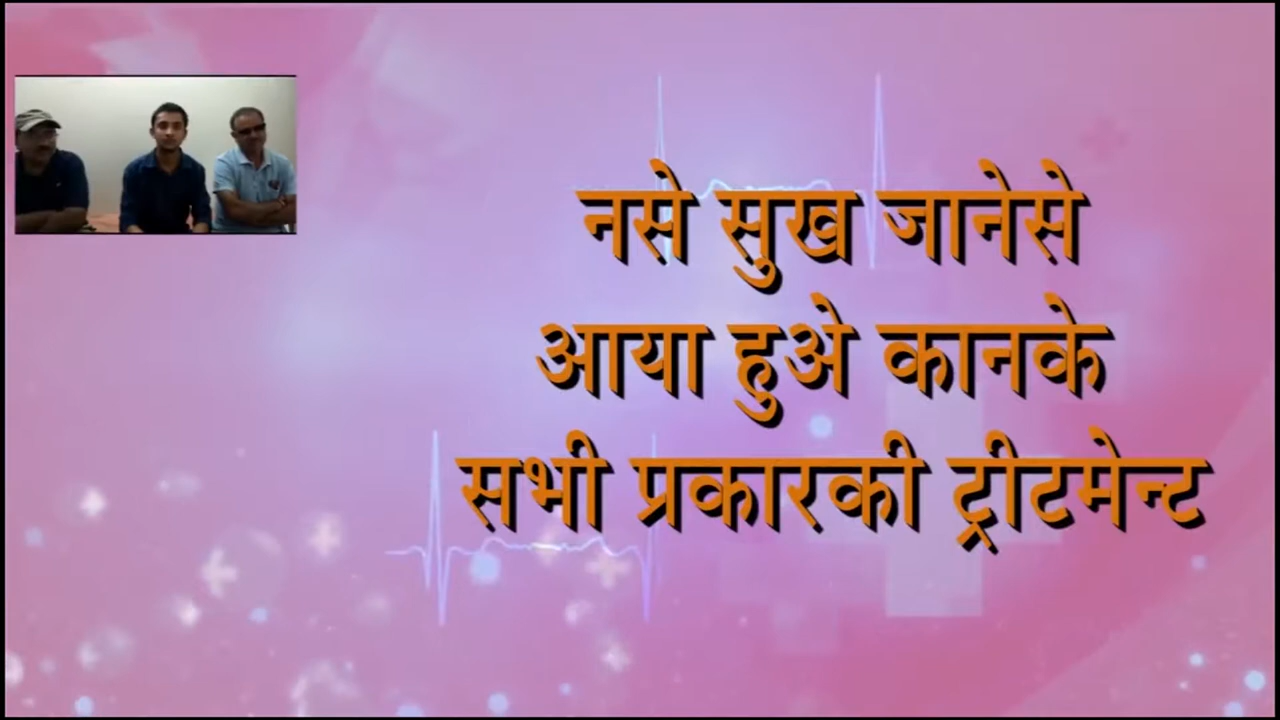 नसे सुख जानेसे
आया हुअे कानके
सभी प्रकारकी ट्रीटमेन्ट